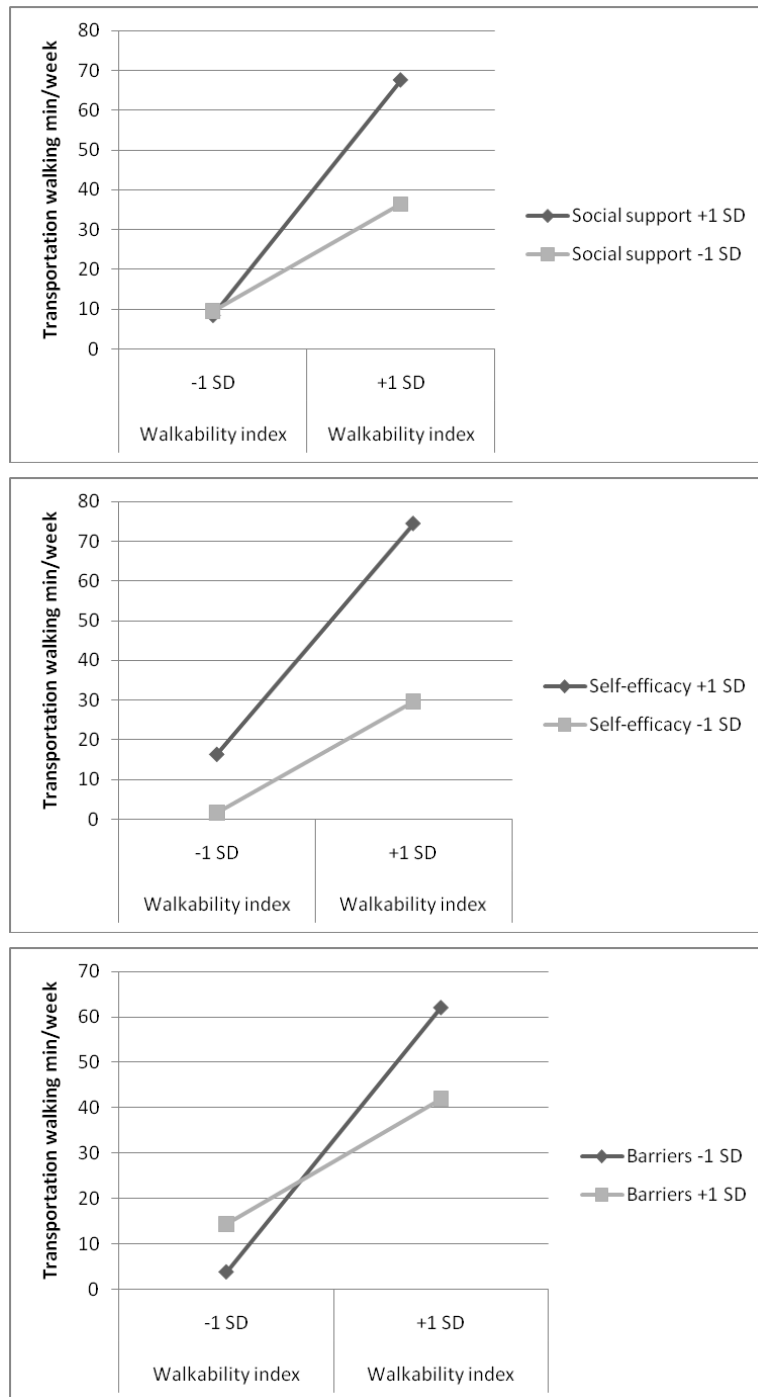 Transportation walking min/week
80
70
60
50
40
30
20
10
0
-1 SD
+1 SD
Walkability index
Walkability index
Social support +1 SD
Social support -1 SD
Transportation walking min/week
80
70
60
50
40
30
20
10
0
-1 SD
+1 SD
Walkability index
Walkability index
Self-efficacy +1 SD
Self-efficacy -1 SD
Transportation walking min/week
70
60
50
40
30
20
10
0
-1 SD
+1 SD
Walkability index
Walkability index
Barriers -1 SD
Barriers +1 SD